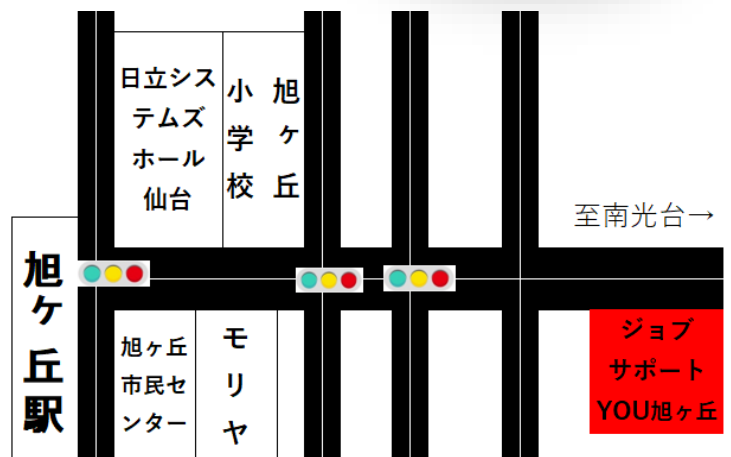 日立シス
テムズ
ホール
仙台
旭ヶ丘
小学校
至南光台→
旭ヶ丘駅
旭ヶ丘
市民セ
ンター
モリヤ
ジョブ
サポート
YOU旭ヶ丘